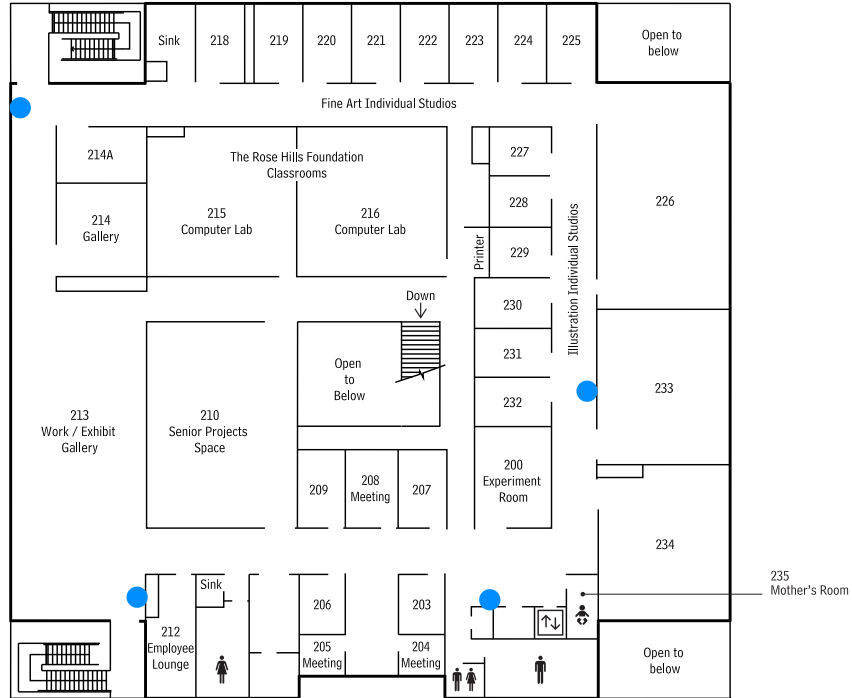 Sink
218
219
220
221
222
223
224
225
Open to
below
Fine Art Individual Studios
214A
The Rose Hills Foundation
Classrooms
227
214
Gallery
215
Computer Lab
216
Computer Lab
228
226
Printer
229
Illustration Individual Studios
Down
230
231
Open
to
Below
233
232
213
Work / Exhibit
Gallery
210
Senior Projects
Space
200
Experiment
Room
209
208
Meeting
207
234
235
Mother's Room
Sink
206
203
212
Employee
Lounge
205
Meeting
204
Meeting
Open to
below